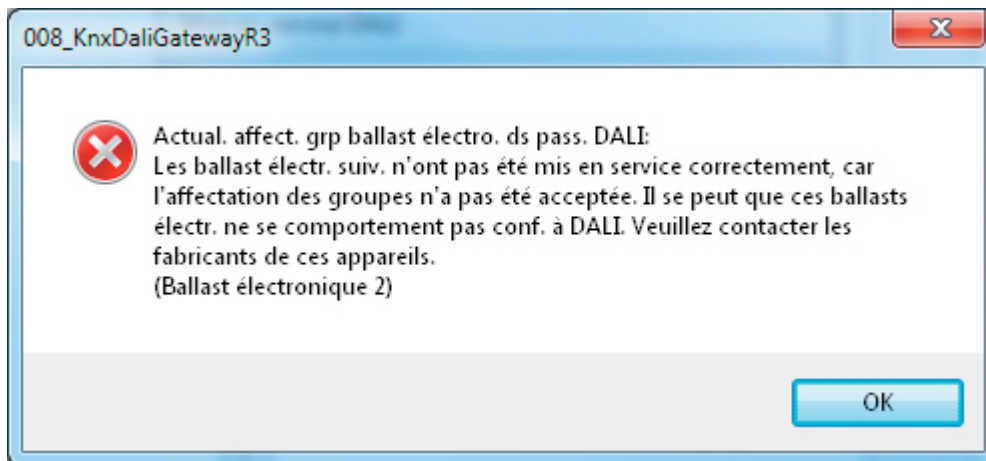 008_KnxDaliGatewayR3
Actual. affect. grp ballast électro. ds pass. DALI:
Les ballast électr. suiv. n'ont pas été mis en service correctement, car
l'affectation des groupes n'a pas été acceptée. Il se peut que ces ballasts
électr. ne se comportement pas conf. à DALI. Veuillez contacter les
fabricants de ces appareils.
(Ballast électronique 2)
OK